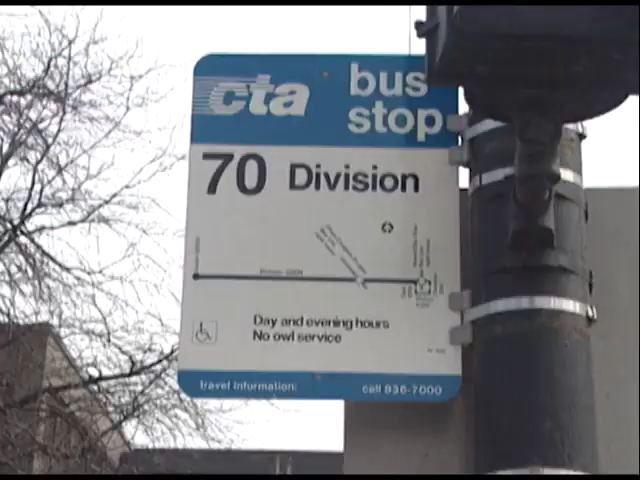 cta bus stop
70 Division
Day and evening hours
No owl service
travel information: call 836-7000